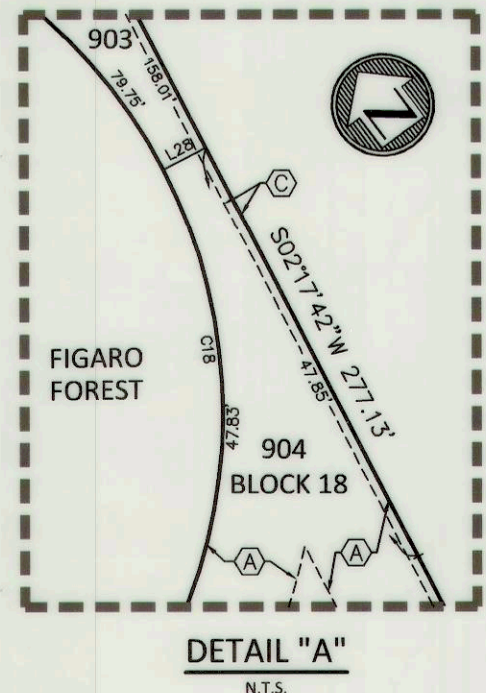 903
158.01'
79.75'
L28
C
S02°17'42"W 277.13'
C18
47.85'
FIGARO
FOREST
47.83'
904
BLOCK 18
A
A
N
DETAIL "A"
N.T.S.